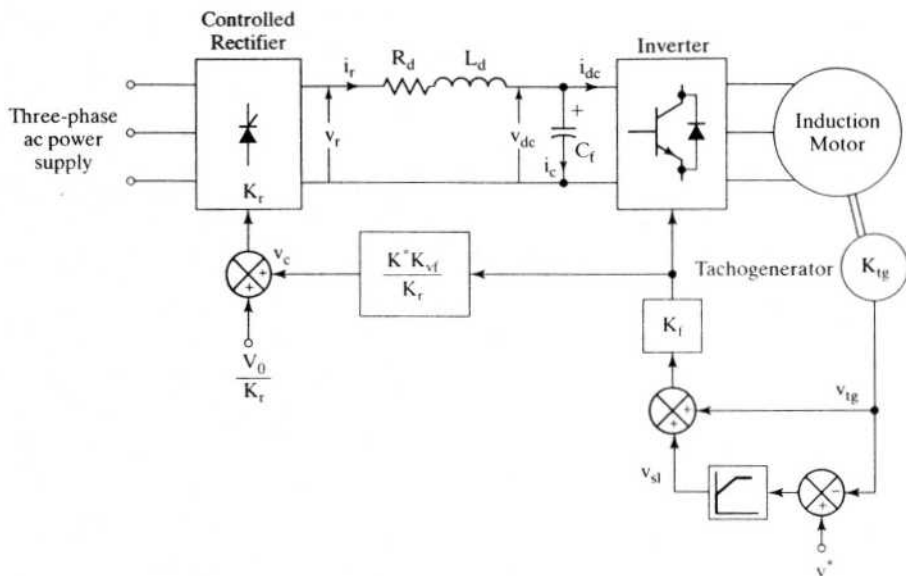 Controlled
Rectifier
Inverter
Three-phase
ac power
supply
Induction
Motor
i_r
R_d
L_d
i_dc
v_r
v_dc
+
C_f
i_c
K_r
v_c
+
+
K* K_vf
K_r
Tachogenerator
K_tg
V_0
K_r
K_f
+
+
v_tg
v_sl
−
+
v*